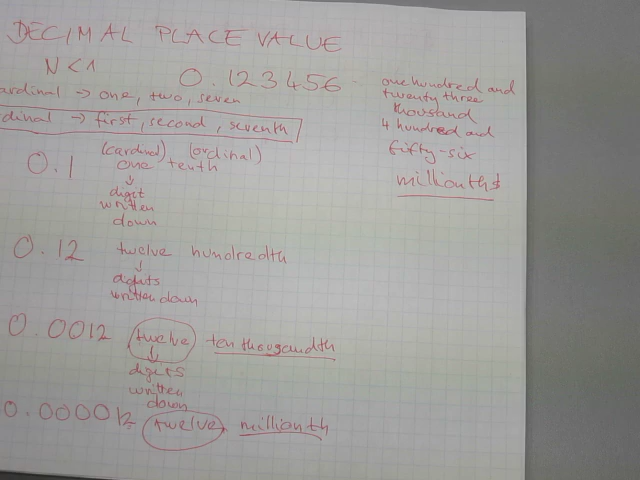 DECIMAL PLACE VALUE
N < 1
0.123456
one hundred and
twenty three
thousand
4 hundred and
fifty-six
millionths
ardinal → one, two, seven
dinal → first, second, seventh
0.1
(cardinal) (ordinal)
one tenth
↓
digit
written
down
0.12 twelve hundredth
↓
digits
written down
0.0012 twelve ten thousandth
↓
digits
written
down
0.000012 twelve millionth